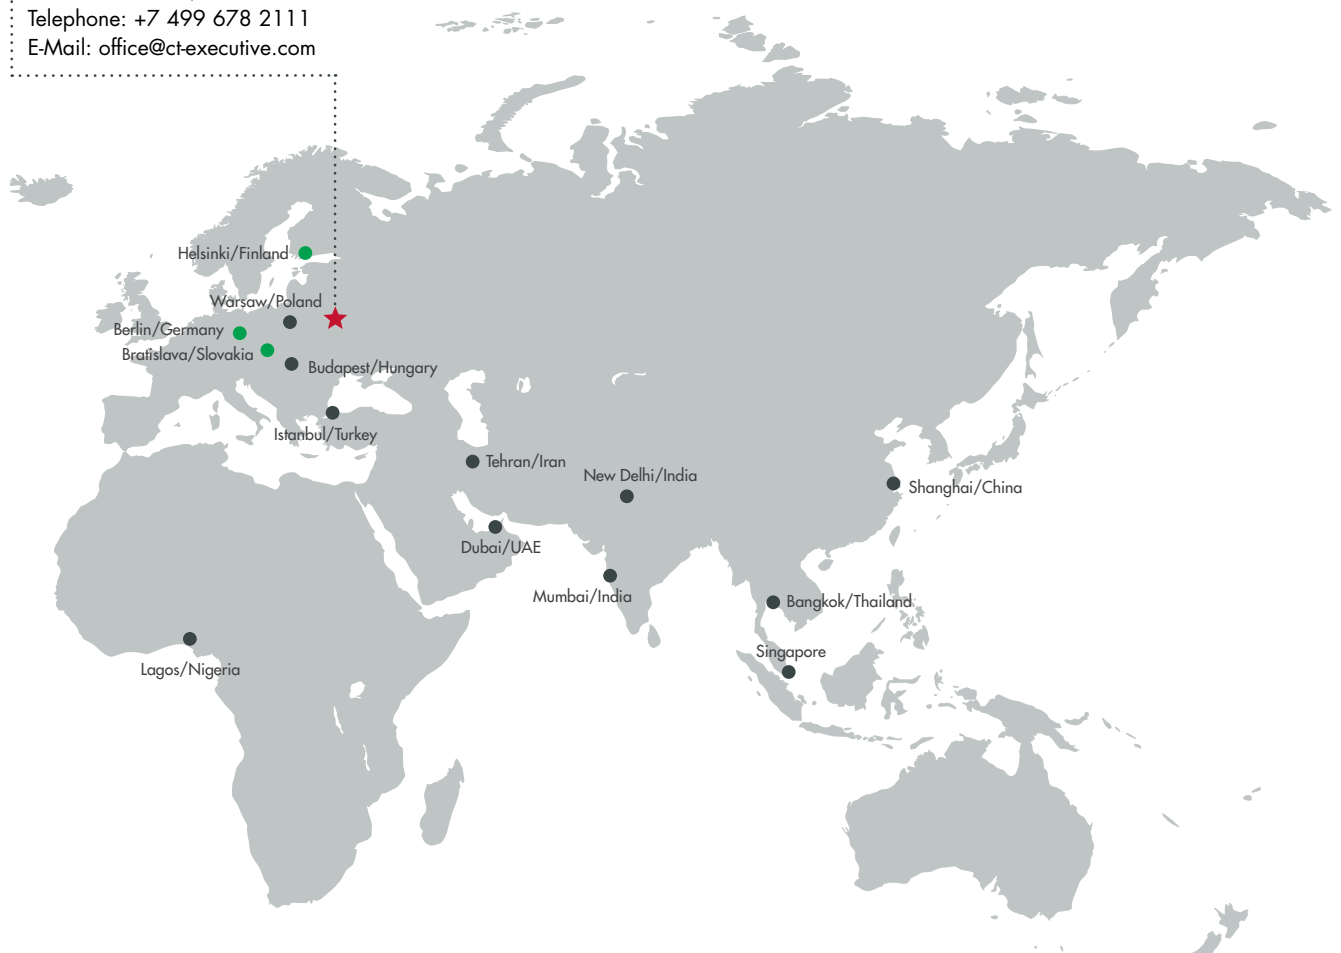 Telephone: +7 499 678 2111
E-Mail: office@ct-executive.com
Helsinki/Finland
Warsaw/Poland
Berlin/Germany
Bratislava/Slovakia
Budapest/Hungary
Istanbul/Turkey
Tehran/Iran
New Delhi/India
Shanghai/China
Dubai/UAE
Mumbai/India
Bangkok/Thailand
Singapore
Lagos/Nigeria